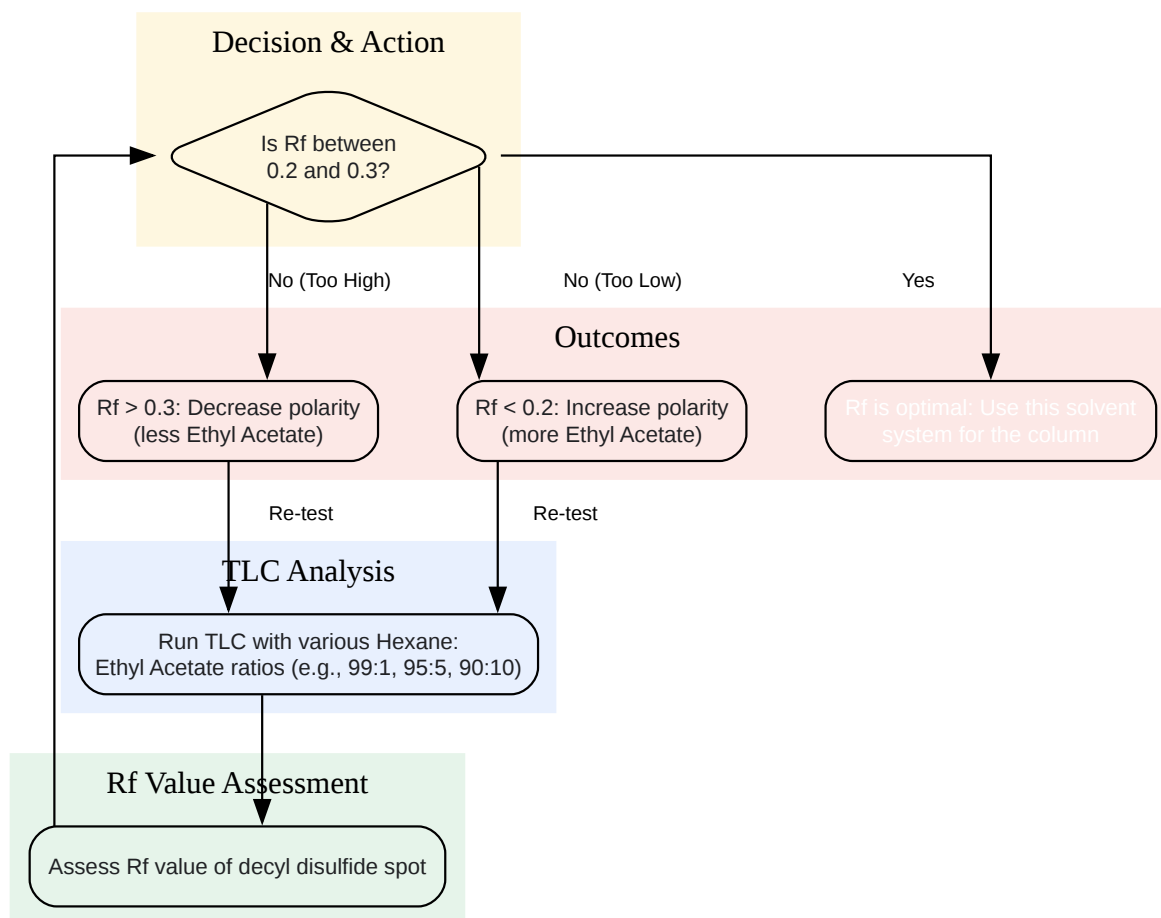 Decision & Action
Is Rf between
0.2 and 0.3?
No (Too High)
No (Too Low)
Yes
Outcomes
Rf > 0.3: Decrease polarity
(less Ethyl Acetate)
Rf < 0.2: Increase polarity
(more Ethyl Acetate)
Rf is optimal: Use this solvent
system for the column
Re-test
Re-test
TLC Analysis
Run TLC with various Hexane:
Ethyl Acetate ratios (e.g., 99:1, 95:5, 90:10)
Rf Value Assessment
Assess Rf value of decyl disulfide spot